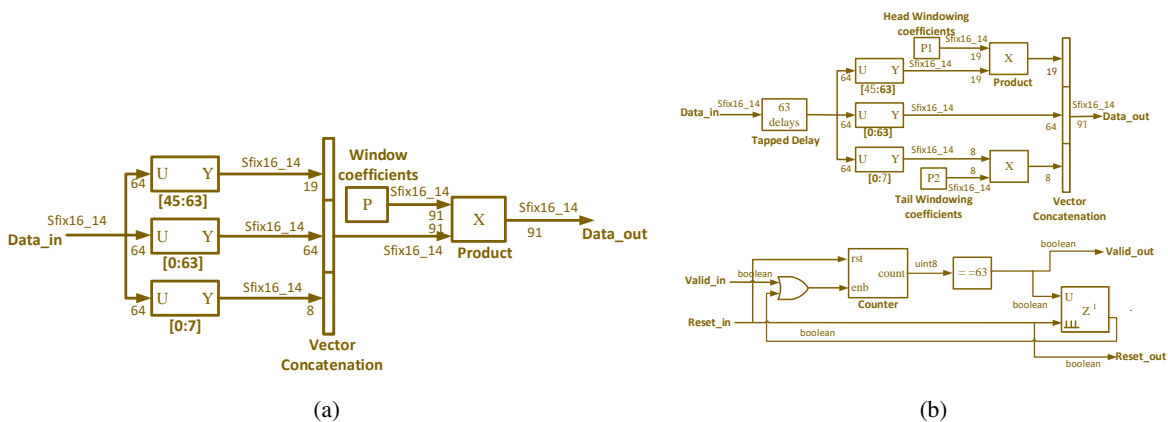 Sfix16_14
64
U Y
[45:63]
19
Window
coefficients
P
Sfix16_14
91
91
Sfix16_14
X
Product
Sfix16_14
91
Data_out
Sfix16_14
Data_in
64
U Y
[0:63]
Sfix16_14
64
64
U Y
[0:7]
Sfix16_14
8
Vector
Concatenation
(a)
Head Windowing
coefficients
P1
Sfix16_14
19
X
Product
19
64
U Y
[45:63]
Sfix16_14
19
Data_in
Sfix16_14
63
delays
Tapped Delay
64
U Y
[0:63]
Sfix16_14
64
Sfix16_14
91
Data_out
64
U Y
[0:7]
Sfix16_14
8
8
P2
Sfix16_14
X
8
Tail Windowing
coefficients
Vector
Concatenation
Valid_in
boolean
rst
count
enb
Counter
uint8
= =63
boolean
Valid_out
boolean
U
Z 1
Reset_in
boolean
boolean
Reset_out
(b)